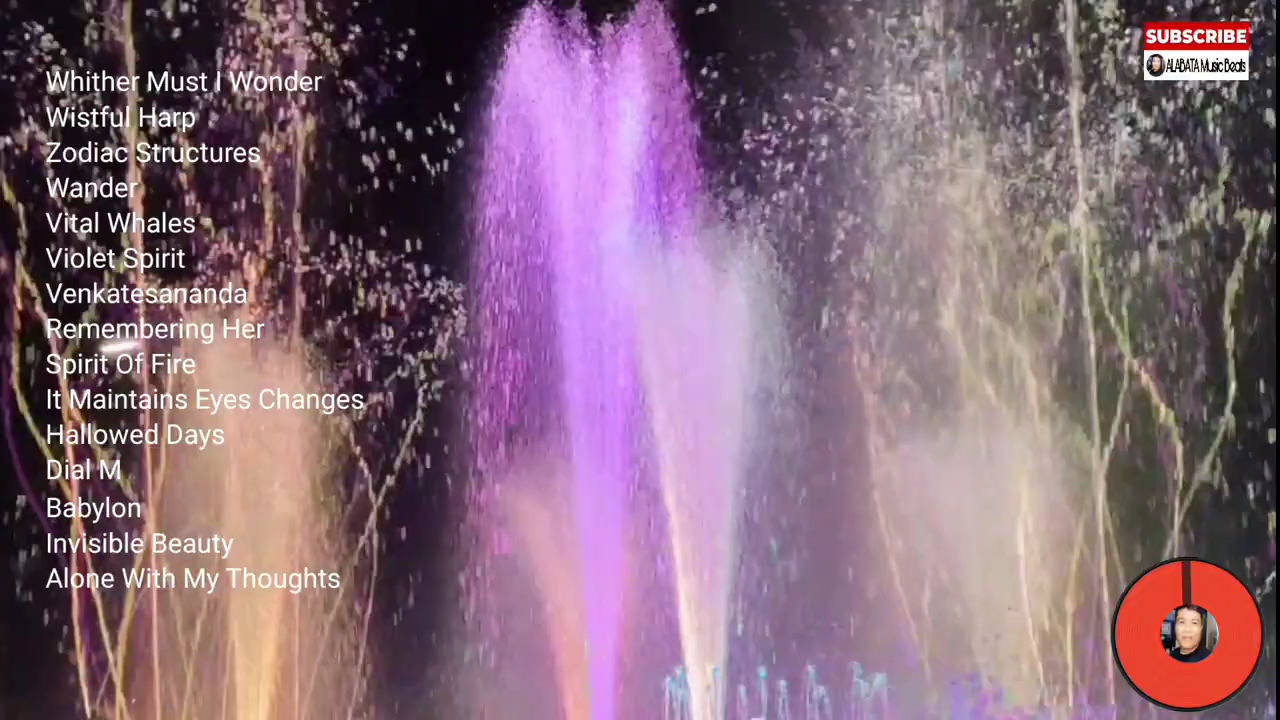 Whither Must I Wonder
Wistful Harp
Zodiac Structures
Wander
Vital Whales
Violet Spirit
Venkatesananda
Remembering Her
Spirit Of Fire
It Maintains Eyes Changes
Hallowed Days
Dial M
Babylon
Invisible Beauty
Alone With My Thoughts
SUBSCRIBE
ALABATA Music Beats